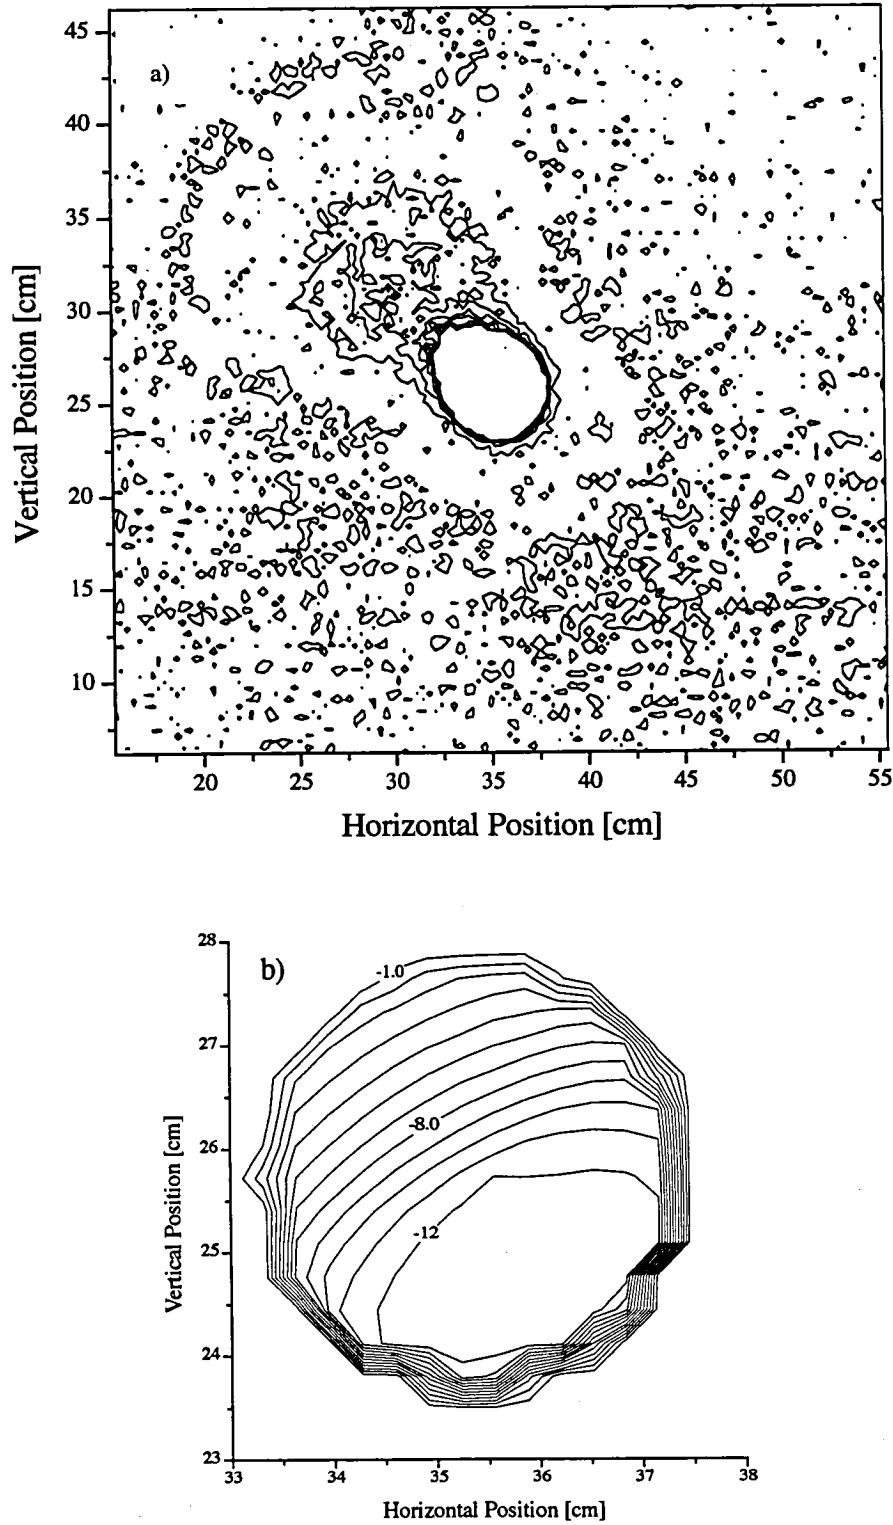 a)
45
40
35
30
25
20
15
10
Vertical Position [cm]
20 25 30 35 40 45 50 55
Horizontal Position [cm]
b)
28
27
26
25
24
23
-1.0
-8.0
-12
Vertical Position [cm]
33 34 35 36 37 38
Horizontal Position [cm]